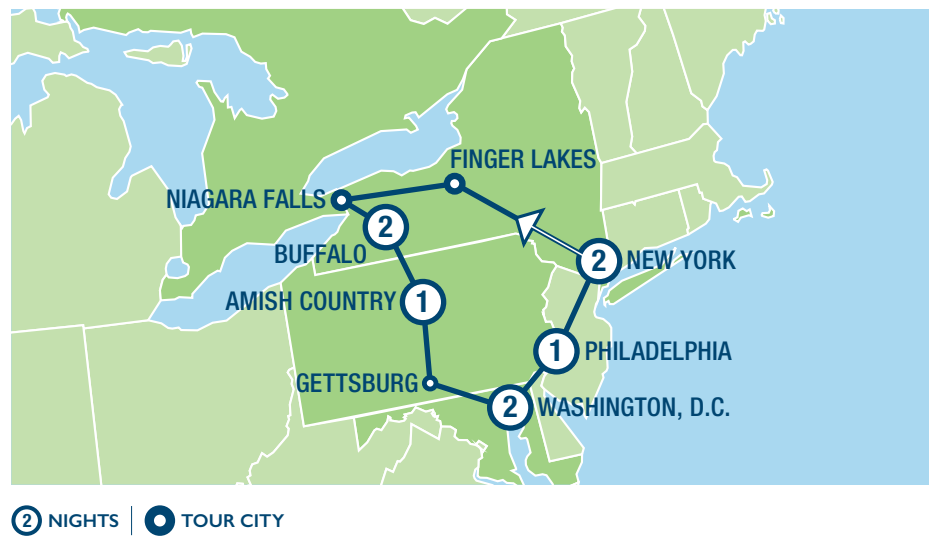 FINGER LAKES
NIAGARA FALLS
2
BUFFALO
2 NEW YORK
AMISH COUNTRY 1
1 PHILADELPHIA
GETTSBURG
2 WASHINGTON, D.C.
2 NIGHTS | TOUR CITY